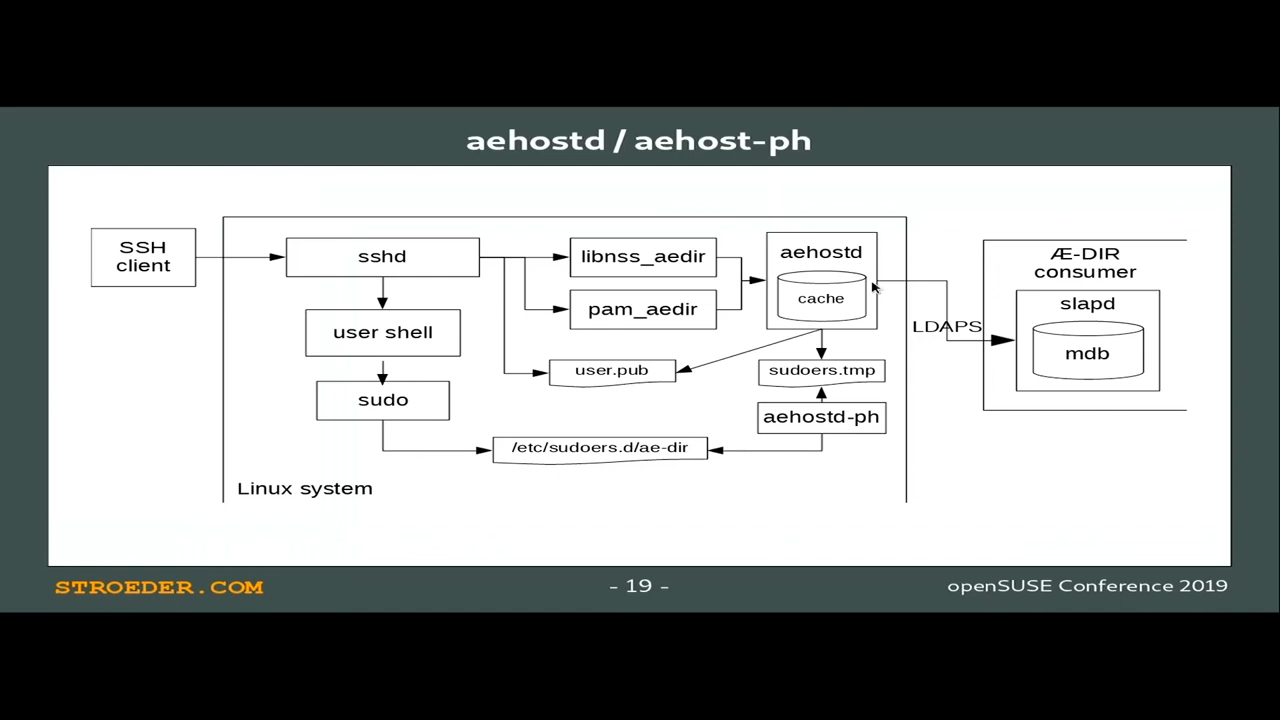 aehostd / aehost-ph
SSH
client
sshd
libnss_aedir
aehostd
cache
Æ-DIR
consumer
slapd
mdb
pam_aedir
user shell
LDAPS
user.pub
sudoers.tmp
sudo
aehostd-ph
/etc/sudoers.d/ae-dir
Linux system
STROEDER.COM
- 19 -
openSUSE Conference 2019